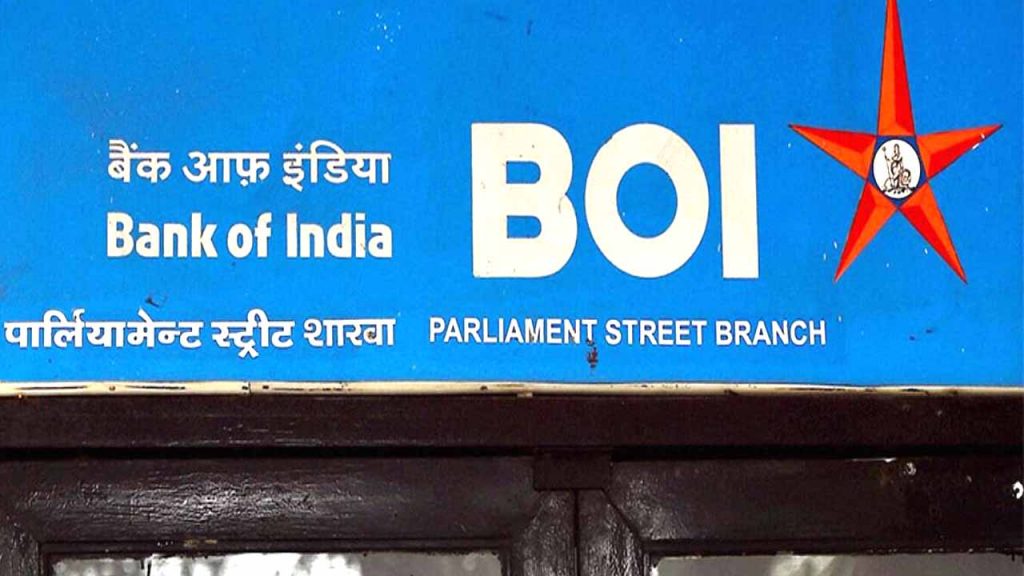 बैंक आफ़ इंडिया
Bank of India
BOI
पार्लियामेन्ट स्ट्रीट शाखा
PARLIAMENT STREET BRANCH